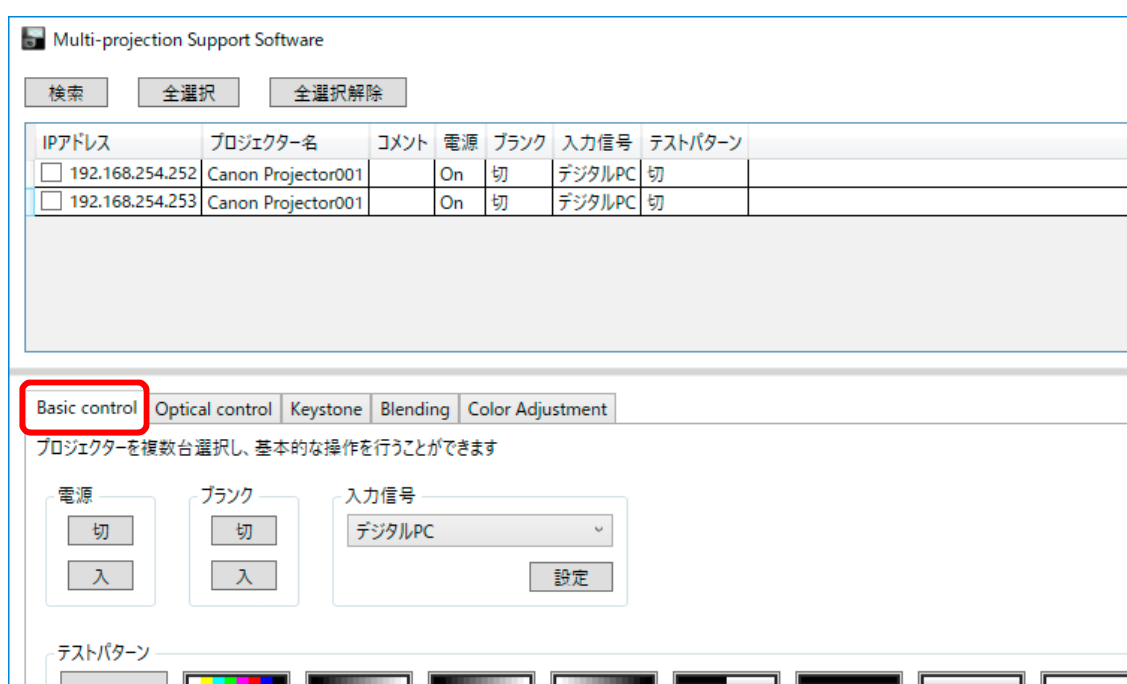 Multi-projection Support Software
検索 全選択 全選択解除
IPアドレス プロジェクター名 コメント 電源 ブランク 入力信号 テストパターン
192.168.254.252 Canon Projector001 On 切 デジタルPC 切
192.168.254.253 Canon Projector001 On 切 デジタルPC 切
Basic control Optical control Keystone Blending Color Adjustment
プロジェクターを複数台選択し、基本的な操作を行うことができます
電源 ブランク 入力信号
切 切 デジタルPC
入 入 設定
テストパターン